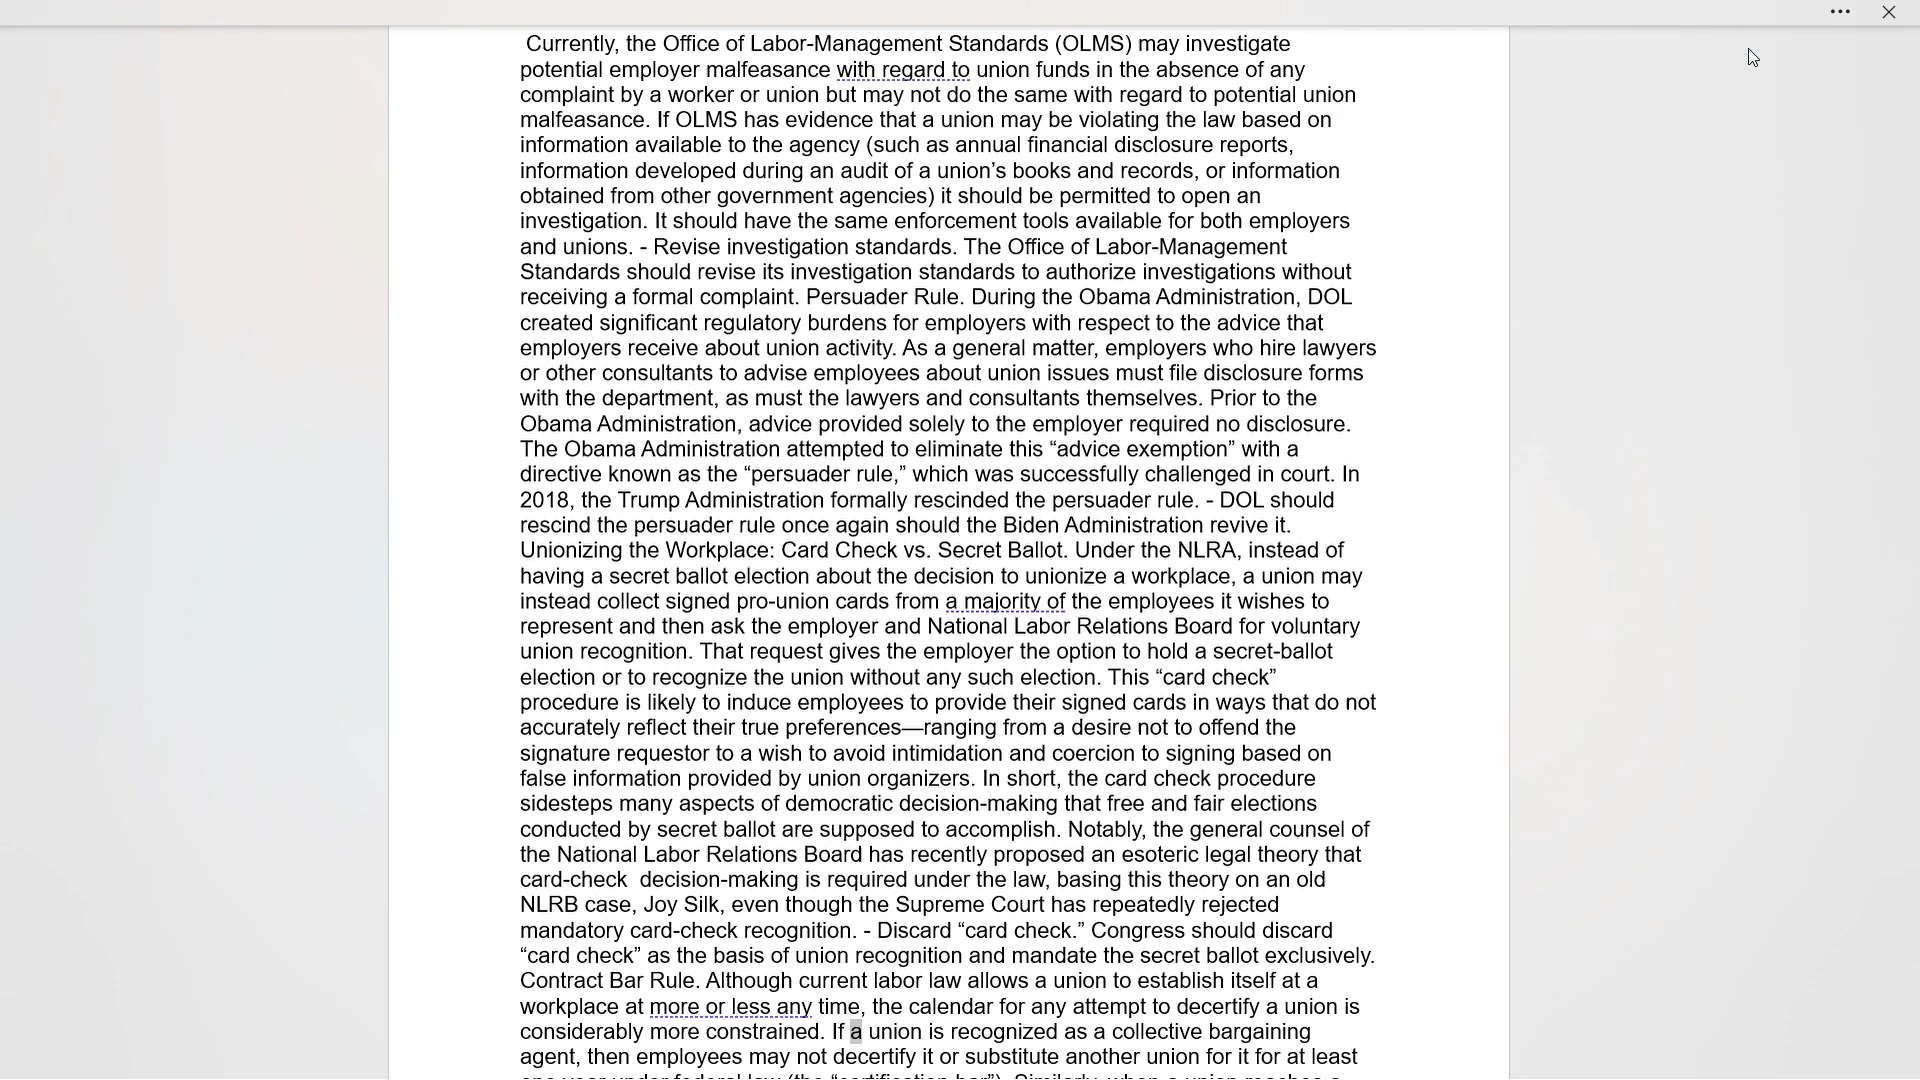 Currently, the Office of Labor-Management Standards (OLMS) may investigate
potential employer malfeasance with regard to union funds in the absence of any
complaint by a worker or union but may not do the same with regard to potential union
malfeasance. If OLMS has evidence that a union may be violating the law based on
information available to the agency (such as annual financial disclosure reports,
information developed during an audit of a union’s books and records, or information
obtained from other government agencies) it should be permitted to open an
investigation. It should have the same enforcement tools available for both employers
and unions. - Revise investigation standards. The Office of Labor-Management
Standards should revise its investigation standards to authorize investigations without
receiving a formal complaint. Persuader Rule. During the Obama Administration, DOL
created significant regulatory burdens for employers with respect to the advice that
employers receive about union activity. As a general matter, employers who hire lawyers
or other consultants to advise employees about union issues must file disclosure forms
with the department, as must the lawyers and consultants themselves. Prior to the
Obama Administration, advice provided solely to the employer required no disclosure.
The Obama Administration attempted to eliminate this “advice exemption” with a
directive known as the “persuader rule,” which was successfully challenged in court. In
2018, the Trump Administration formally rescinded the persuader rule. - DOL should
rescind the persuader rule once again should the Biden Administration revive it.
Unionizing the Workplace: Card Check vs. Secret Ballot. Under the NLRA, instead of
having a secret ballot election about the decision to unionize a workplace, a union may
instead collect signed pro-union cards from a majority of the employees it wishes to
represent and then ask the employer and National Labor Relations Board for voluntary
union recognition. That request gives the employer the option to hold a secret-ballot
election or to recognize the union without any such election. This “card check”
procedure is likely to induce employees to provide their signed cards in ways that do not
accurately reflect their true preferences—ranging from a desire not to offend the
signature requestor to a wish to avoid intimidation and coercion to signing based on
false information provided by union organizers. In short, the card check procedure
sidesteps many aspects of democratic decision-making that free and fair elections
conducted by secret ballot are supposed to accomplish. Notably, the general counsel of
the National Labor Relations Board has recently proposed an esoteric legal theory that
card-check  decision-making is required under the law, basing this theory on an old
NLRB case, Joy Silk, even though the Supreme Court has repeatedly rejected
mandatory card-check recognition. - Discard “card check.” Congress should discard
“card check” as the basis of union recognition and mandate the secret ballot exclusively.
Contract Bar Rule. Although current labor law allows a union to establish itself at a
workplace at more or less any time, the calendar for any attempt to decertify a union is
considerably more constrained. If a union is recognized as a collective bargaining
agent, then employees may not decertify it or substitute another union for it for at least
one year under federal law (the “certification bar”). Similarly, when a union reaches a